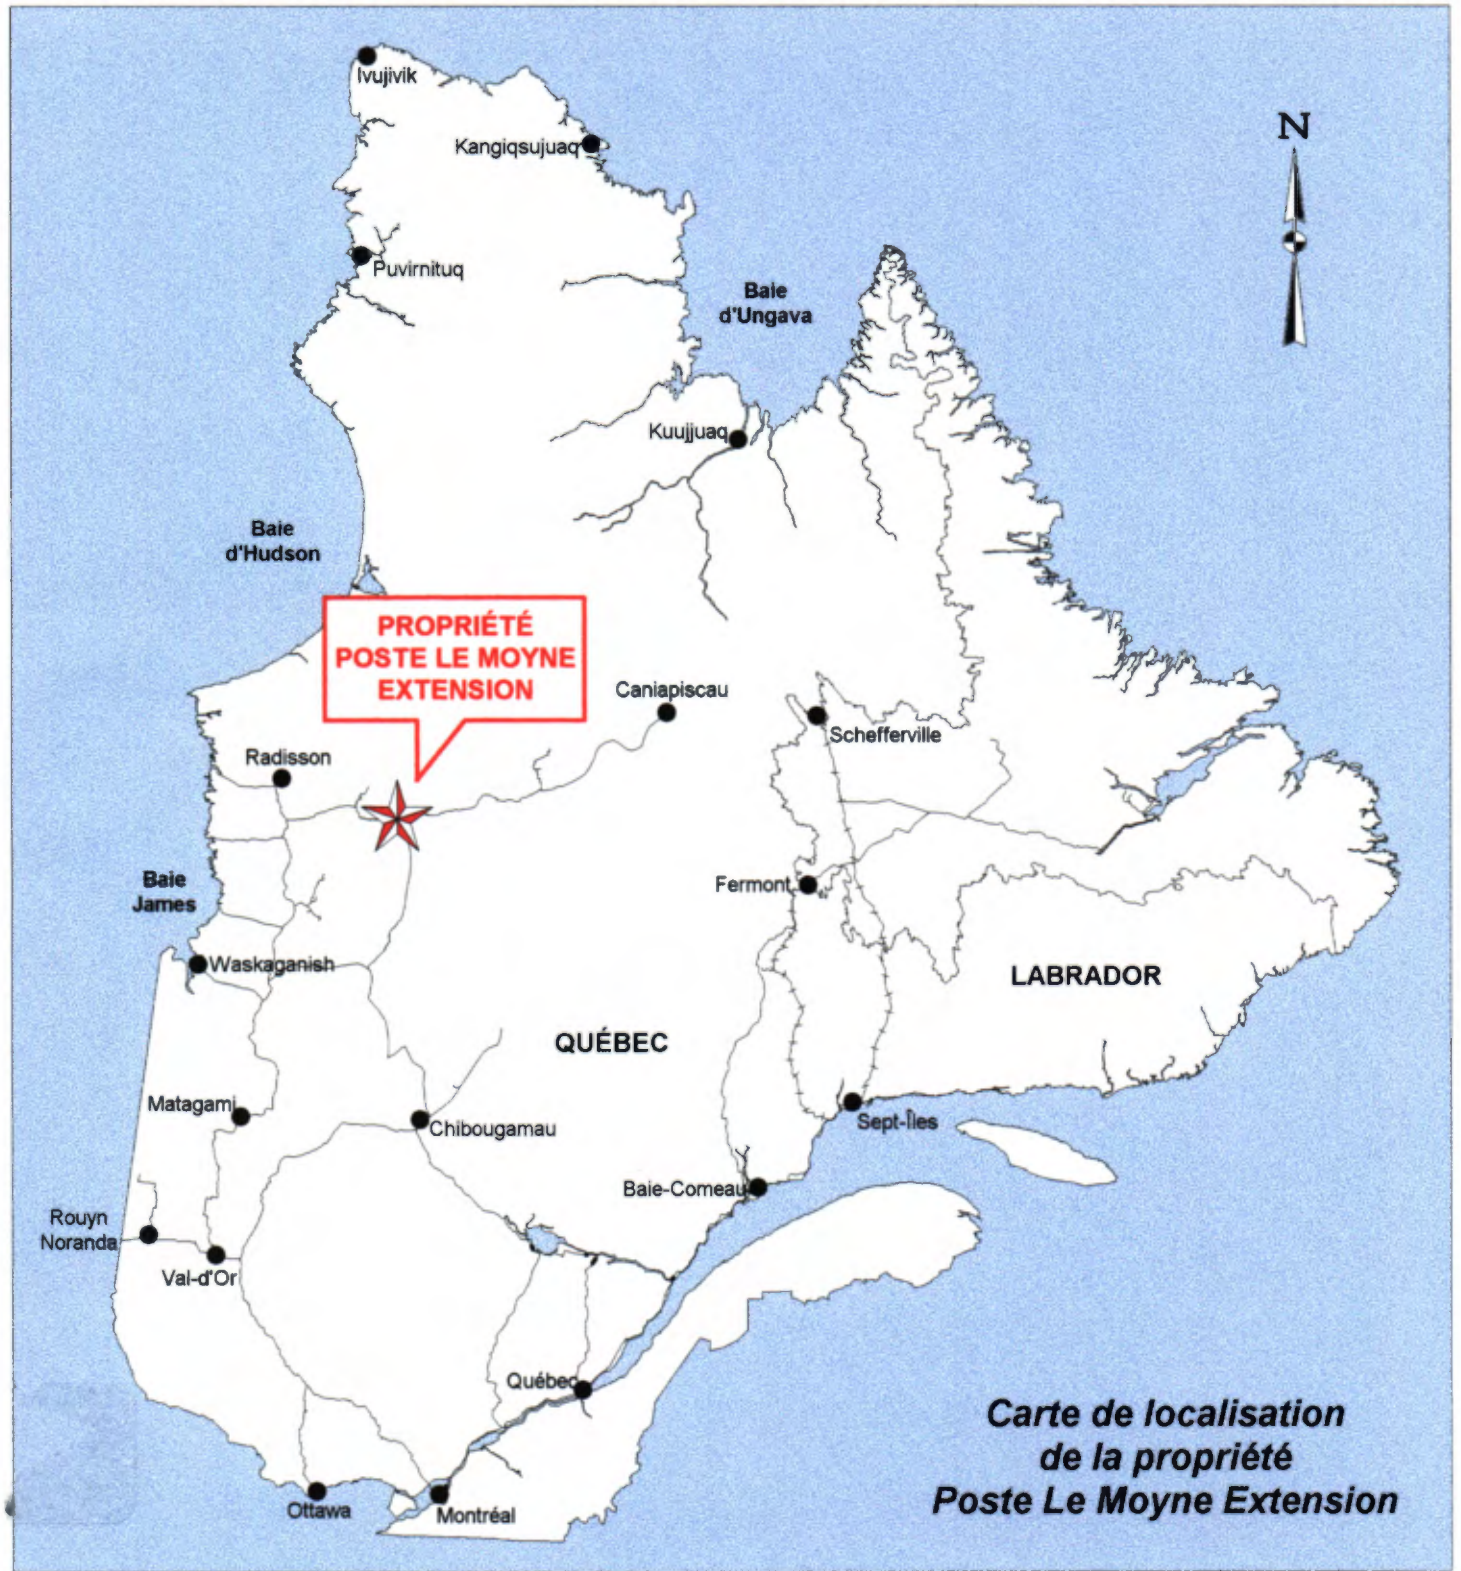 Ivujivik
N
Kangiqsujuaq
Puvirnituq
Baie
d'Ungava
Kuujjuaq
Baie
d'Hudson
PROPRIÉTÉ
POSTE LE MOYNE
EXTENSION
Caniapiscau
Schefferville
Radisson
Baie
James
Fermont
Waskaganish
LABRADOR
QUÉBEC
Matagami
Chibougamau
Sept-Îles
Baie-Comeau
Rouyn
Noranda
Val-d'Or
Québec
Carte de localisation
de la propriété
Poste Le Moyne Extension
Ottawa
Montréal